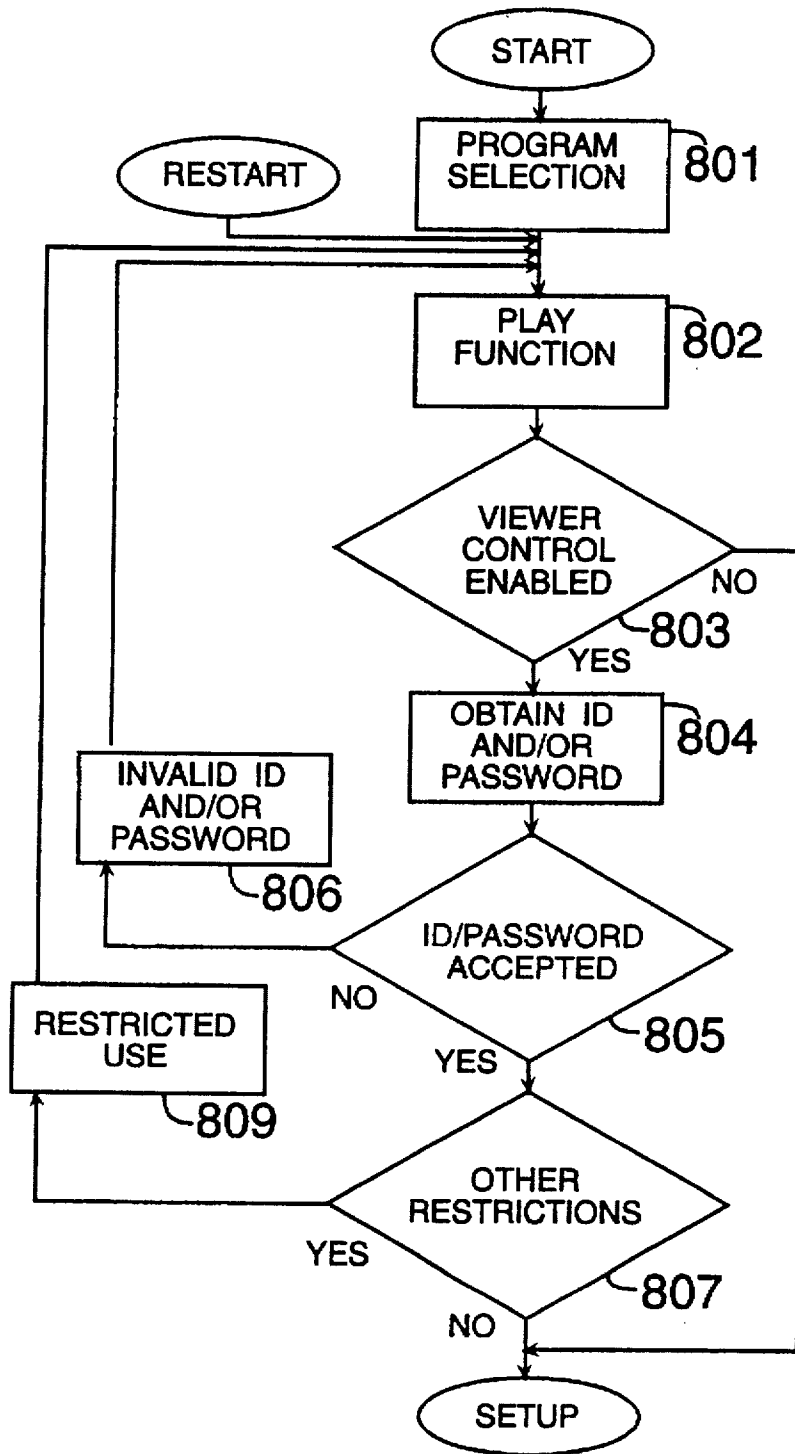 START
PROGRAM
SELECTION
801
RESTART
PLAY
FUNCTION
802
VIEWER
CONTROL
ENABLED
NO
803
YES
OBTAIN ID
AND/OR
PASSWORD
804
INVALID ID
AND/OR
PASSWORD
806
ID/PASSWORD
ACCEPTED
NO
805
YES
RESTRICTED
USE
809
OTHER
RESTRICTIONS
YES
807
NO
SETUP